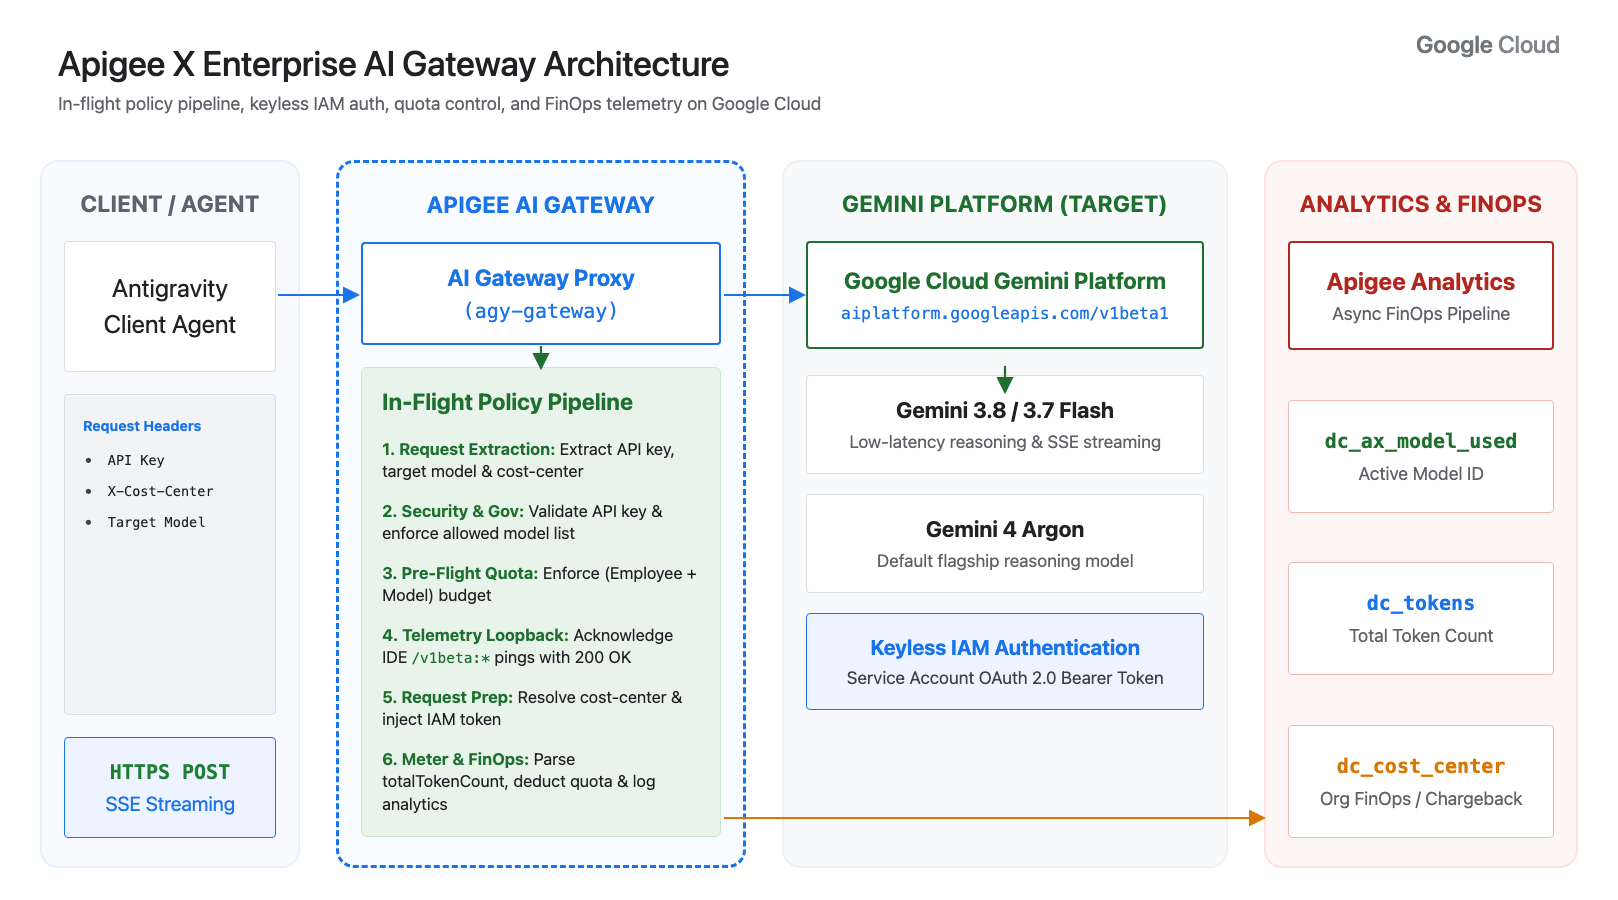 Apigee X Enterprise AI Gateway Architecture
In-flight policy pipeline, keyless IAM auth, quota control, and FinOps telemetry on Google Cloud
Google Cloud
CLIENT / AGENT
Antigravity
Client Agent
Request Headers
• API Key
• X-Cost-Center
• Target Model
HTTPS POST
SSE Streaming
APIGEE AI GATEWAY
AI Gateway Proxy
(agy-gateway)
In-Flight Policy Pipeline
1. Request Extraction: Extract API key,
target model & cost-center
2. Security & Gov: Validate API key &
enforce allowed model list
3. Pre-Flight Quota: Enforce (Employee +
Model) budget
4. Telemetry Loopback: Acknowledge
IDE /v1beta:* pings with 200 OK
5. Request Prep: Resolve cost-center &
inject IAM token
6. Meter & FinOps: Parse
totalTokenCount, deduct quota & log
analytics
GEMINI PLATFORM (TARGET)
Google Cloud Gemini Platform
aiplatform.googleapis.com/v1beta1
Gemini 3.8 / 3.7 Flash
Low-latency reasoning & SSE streaming
Gemini 4 Argon
Default flagship reasoning model
Keyless IAM Authentication
Service Account OAuth 2.0 Bearer Token
ANALYTICS & FINOPS
Apigee Analytics
Async FinOps Pipeline
dc_ax_model_used
Active Model ID
dc_tokens
Total Token Count
dc_cost_center
Org FinOps / Chargeback